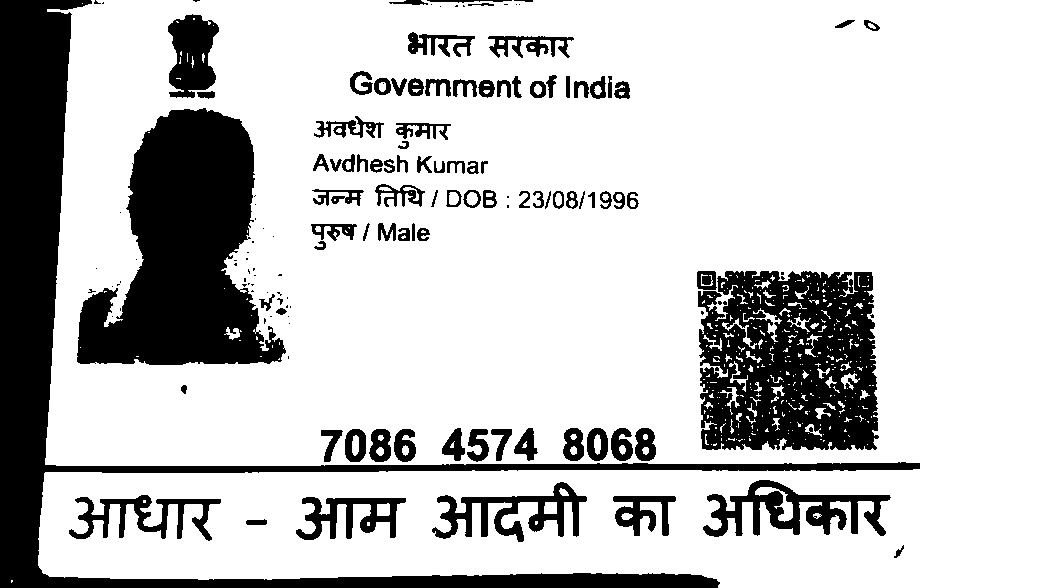 भारत सरकार
Government of India
अवधेश कुमार
Avdhesh Kumar
जन्म तिथि / DOB : 23/08/1996
पुरुष / Male
7086 4574 8068
आधार - आम आदमी का अधिकार